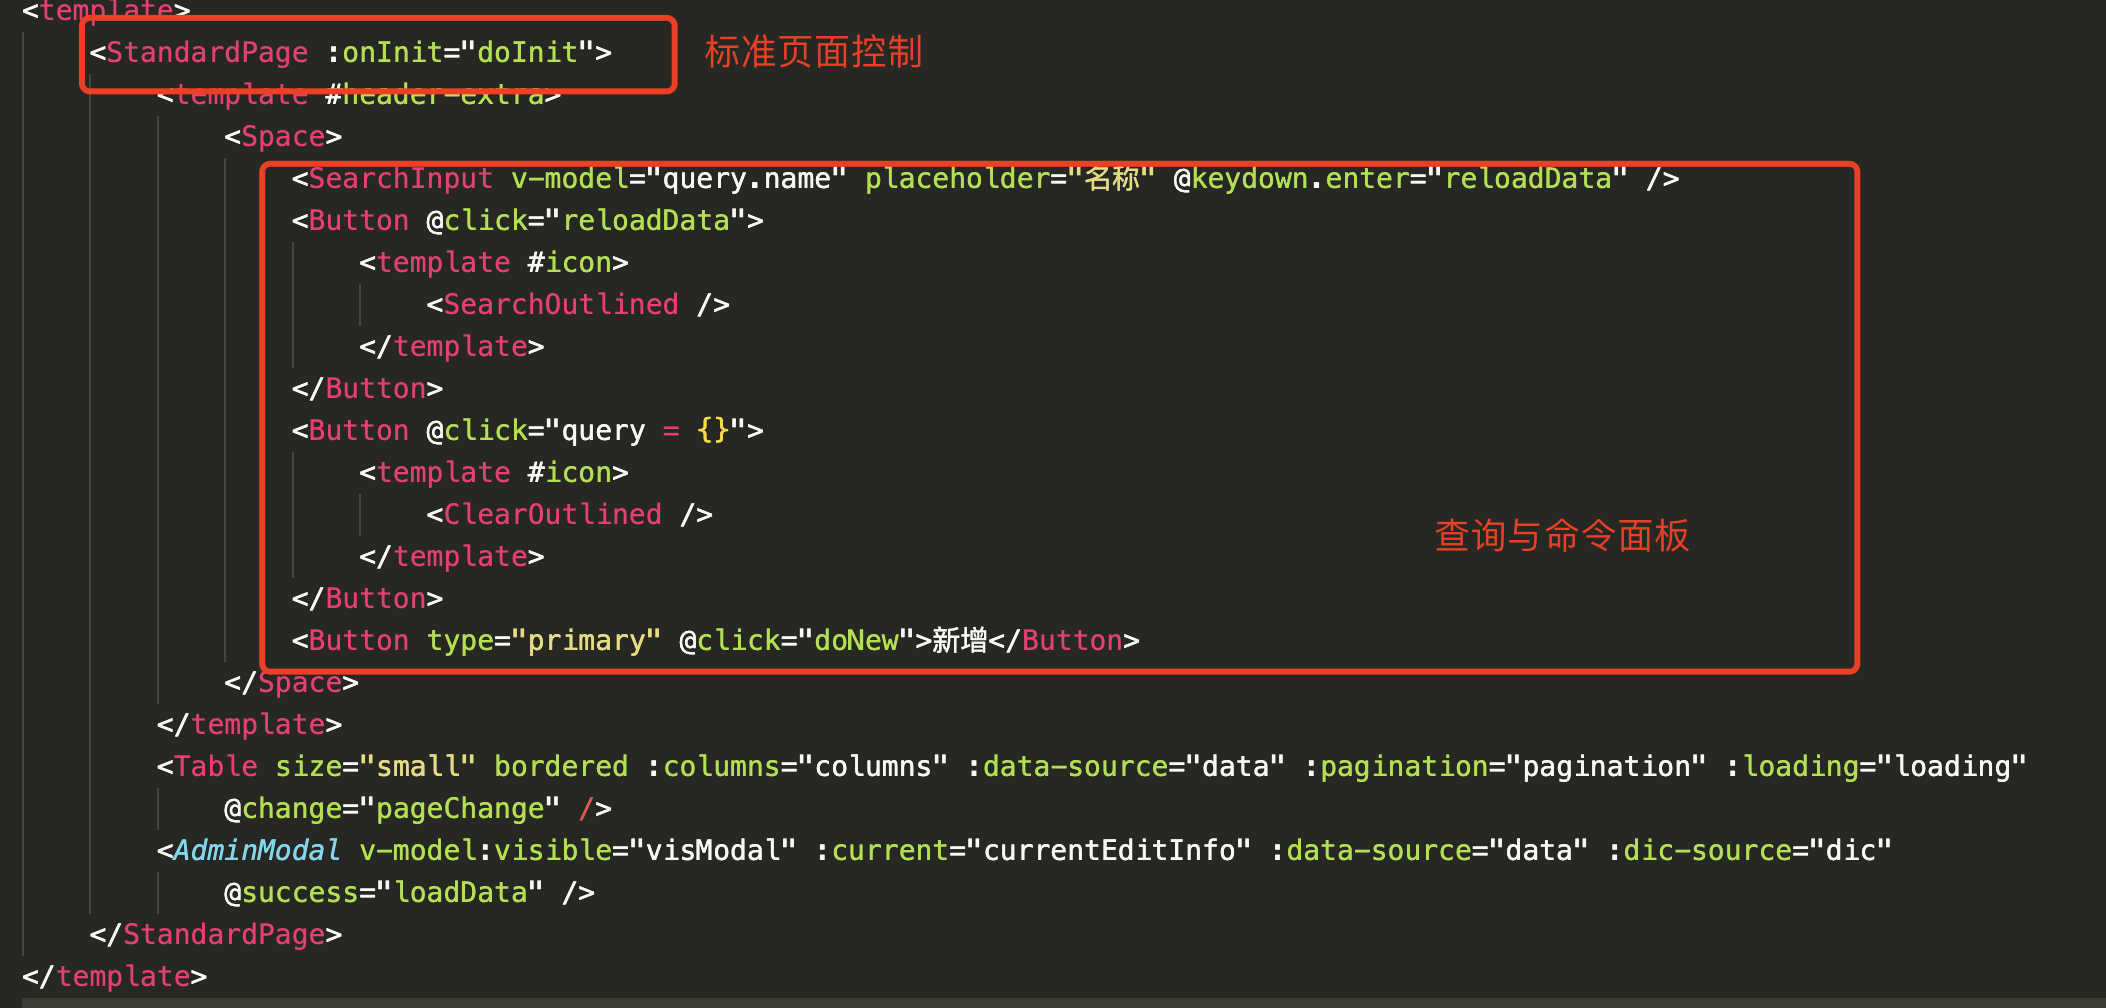 <template>
<StandardPage :onInit="doInit"> 标准页面控制
<template #header-extra>
<Space>
<SearchInput v-model="query.name" placeholder="名称" @keydown.enter="reloadData" />
<Button @click="reloadData">
<template #icon>
<SearchOutlined />
</template>
</Button>
<Button @click="query = {}">
<template #icon>
<ClearOutlined />
查询与命令面板
</template>
</Button>
<Button type="primary" @click="doNew">新增</Button>
</Space>
</template>
<Table size="small" bordered :columns="columns" :data-source="data" :pagination="pagination" :loading="loading"
@change="pageChange" />
<AdminModal v-model:visible="visModal" :current="currentEditInfo" :data-source="data" :dic-source="dic"
@success="loadData" />
</StandardPage>
</template>